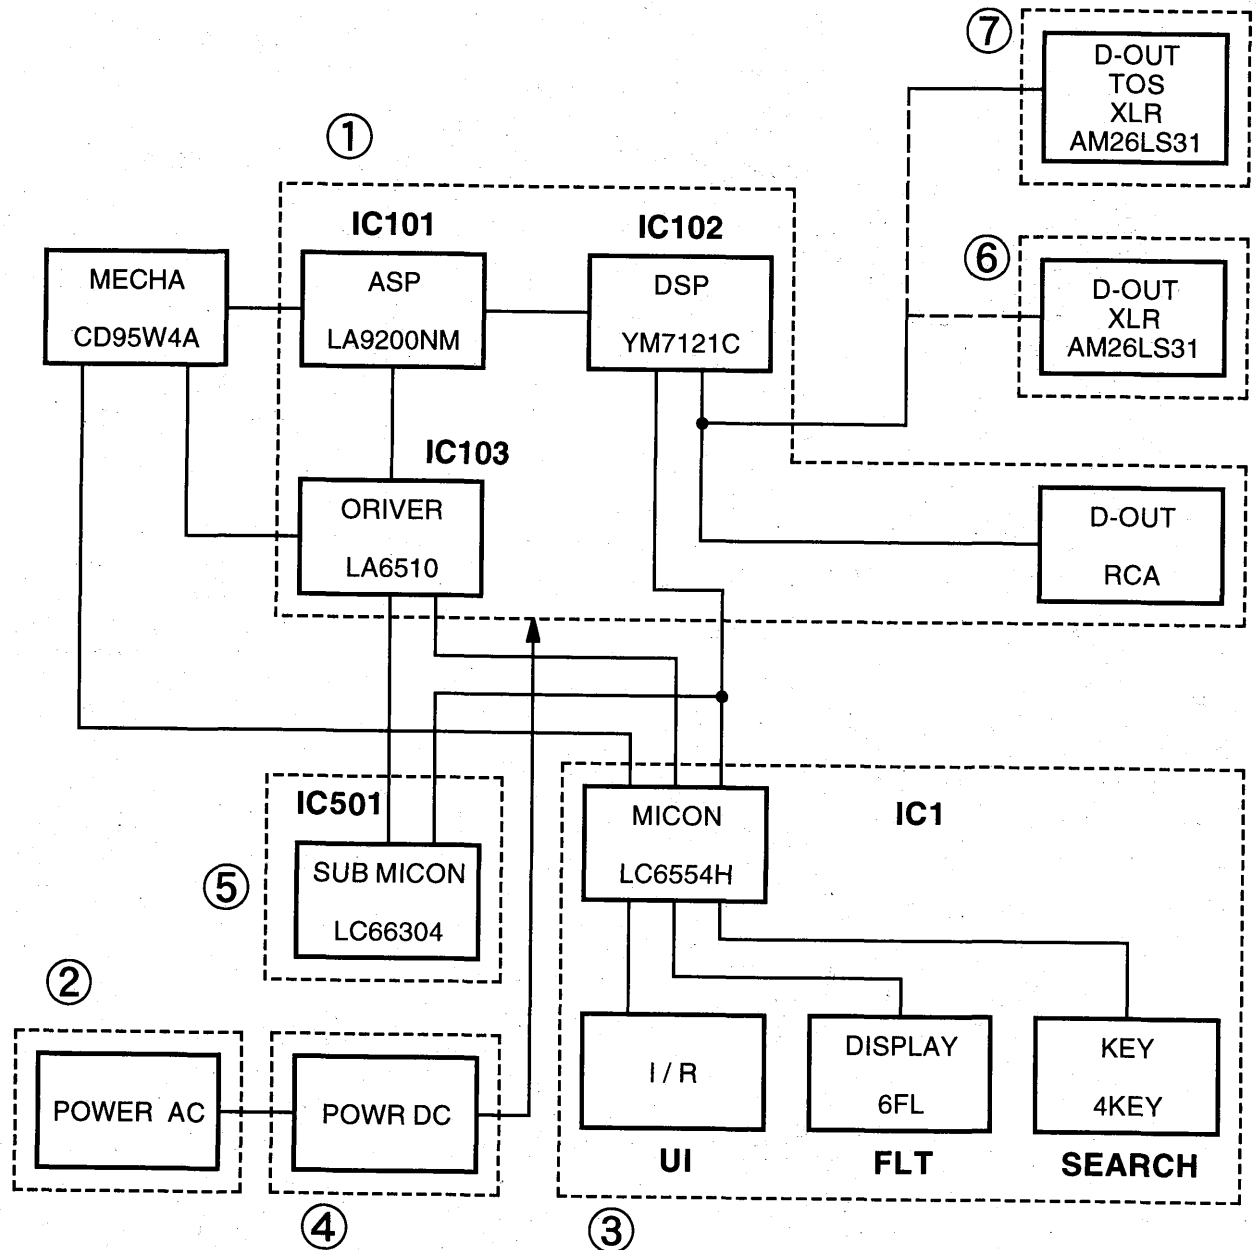 ⑦
D-OUT
TOS
XLR
AM26LS31
①
IC101
IC102
MECHA
CD95W4A
ASP
LA9200NM
DSP
YM7121C
⑥
D-OUT
XLR
AM26LS31
IC103
ORIVER
LA6510
D-OUT
RCA
IC501
SUB MICON
LC66304
⑤
MICON
LC6554H
IC1
②
POWER AC
POWR DC
④
I / R
UI
DISPLAY
6FL
FLT
KEY
4KEY
SEARCH
③